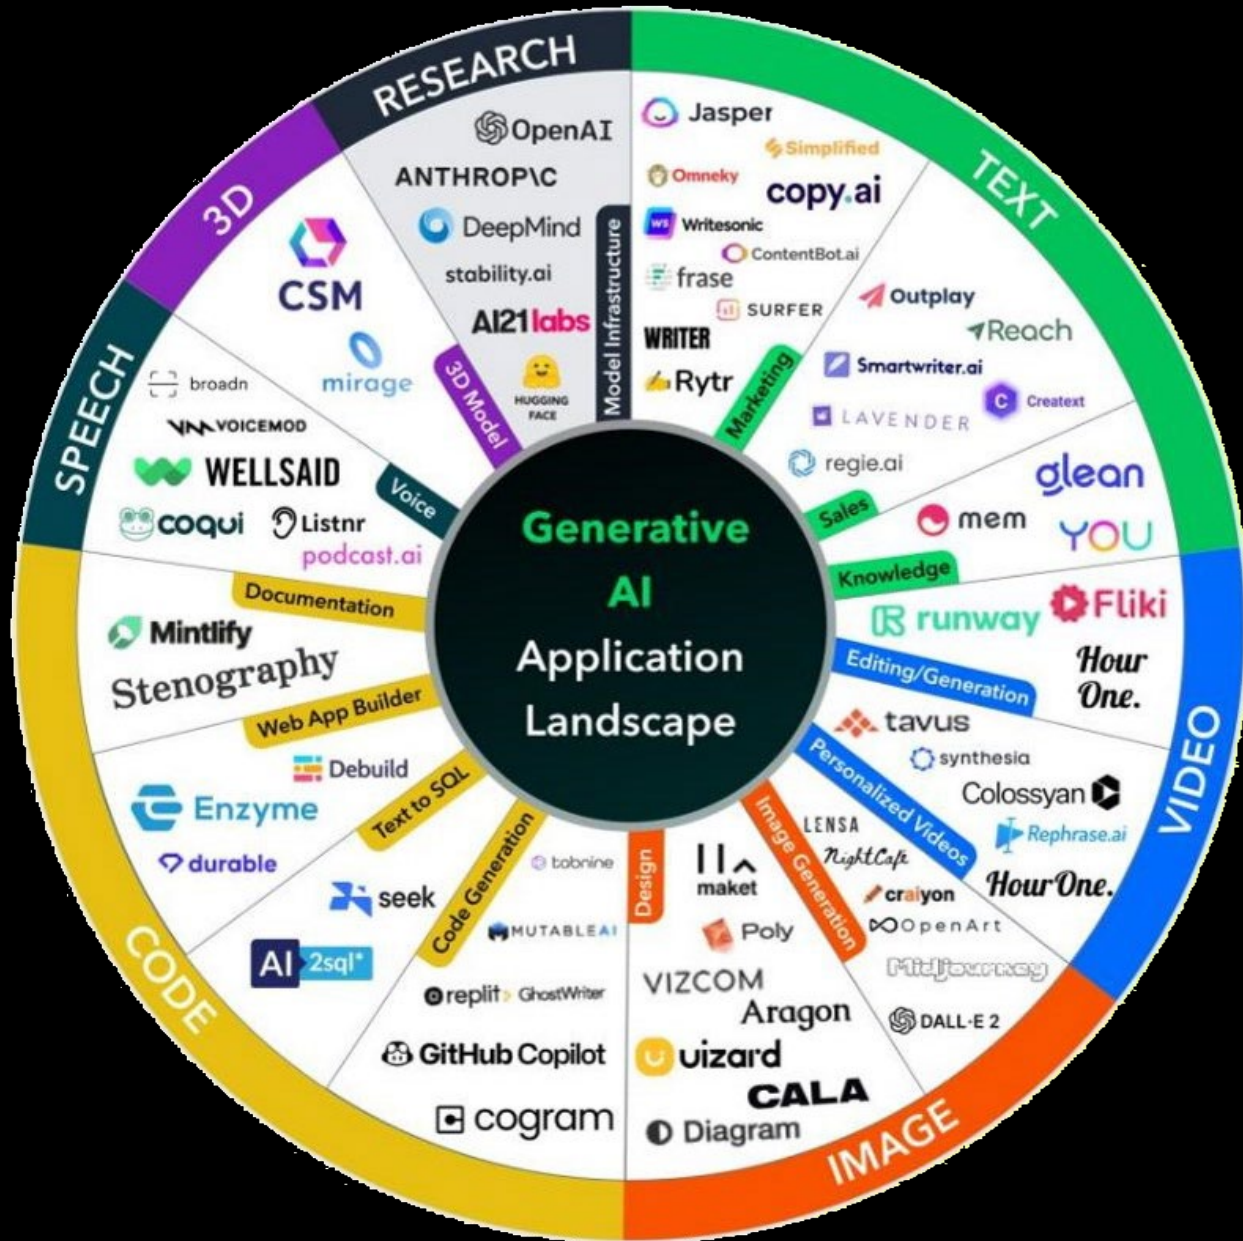 Generative
AI
Application
Landscape
RESEARCH
OpenAI
ANTHROP\C
DeepMind
stability.ai
AI21labs
HUGGING
FACE
Model Infrastructure
TEXT
Jasper
Simplified
Omneky
copy.ai
WS Writesonic
ContentBot.ai
frase
SURFER
WRITER
Rytr
Marketing
Outplay
Reach
Smartwriter.ai
C Creatext
LAVENDER
regie.ai
Sales
glean
mem
YOU
Knowledge
VIDEO
runway
Fliki
Hour
One.
Editing/Generation
tavus
synthesia
Colossyan
Rephrase.ai
HourOne.
Personalized Videos
IMAGE
LENSA
NightCafe
craiyon
OpenArt
Midjourney
DALL·E 2
Image Generation
maket
Poly
VIZCOM
Aragon
uizard
CALA
Diagram
Design
CODE
tobnine
MUTABLEAI
replit GhostWriter
GitHub Copilot
cogram
Code Generation
seek
AI 2sql*
Text to SQL
Debuild
Enzyme
durable
Web App Builder
Mintlify
Stenography
Documentation
SPEECH
broadn
VOICEMOD
WELLSAID
coqui
Listnr
podcast.ai
Voice
3D
CSM
mirage
3D Model